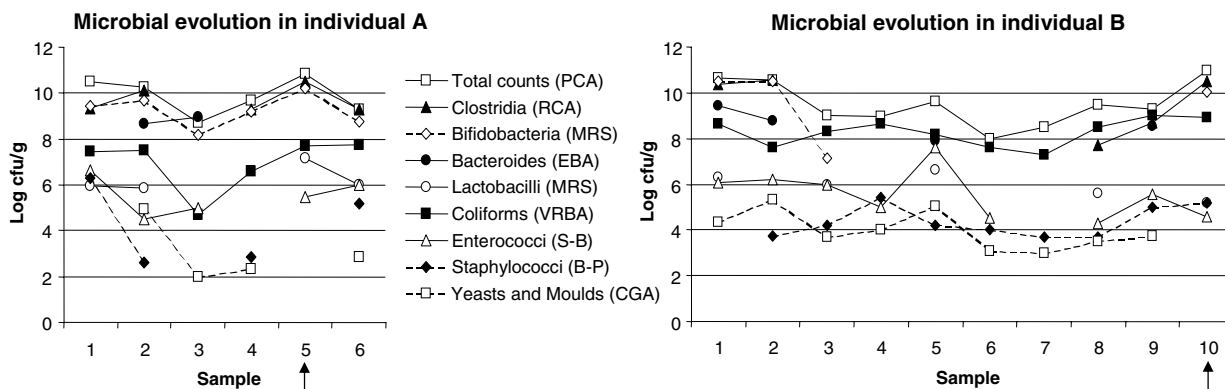 Microbial evolution in individual A
12
10
8
6
4
2
0
Log cfu/g
1 2 3 4 5 6
Sample
Total counts (PCA)
Clostridia (RCA)
Bifidobacteria (MRS)
Bacteroides (EBA)
Lactobacilli (MRS)
Coliforms (VRBA)
Enterococci (S-B)
Staphylococci (B-P)
Yeasts and Moulds (CGA)
Microbial evolution in individual B
12
10
8
6
4
2
0
Log cfu/g
1 2 3 4 5 6 7 8 9 10
Sample